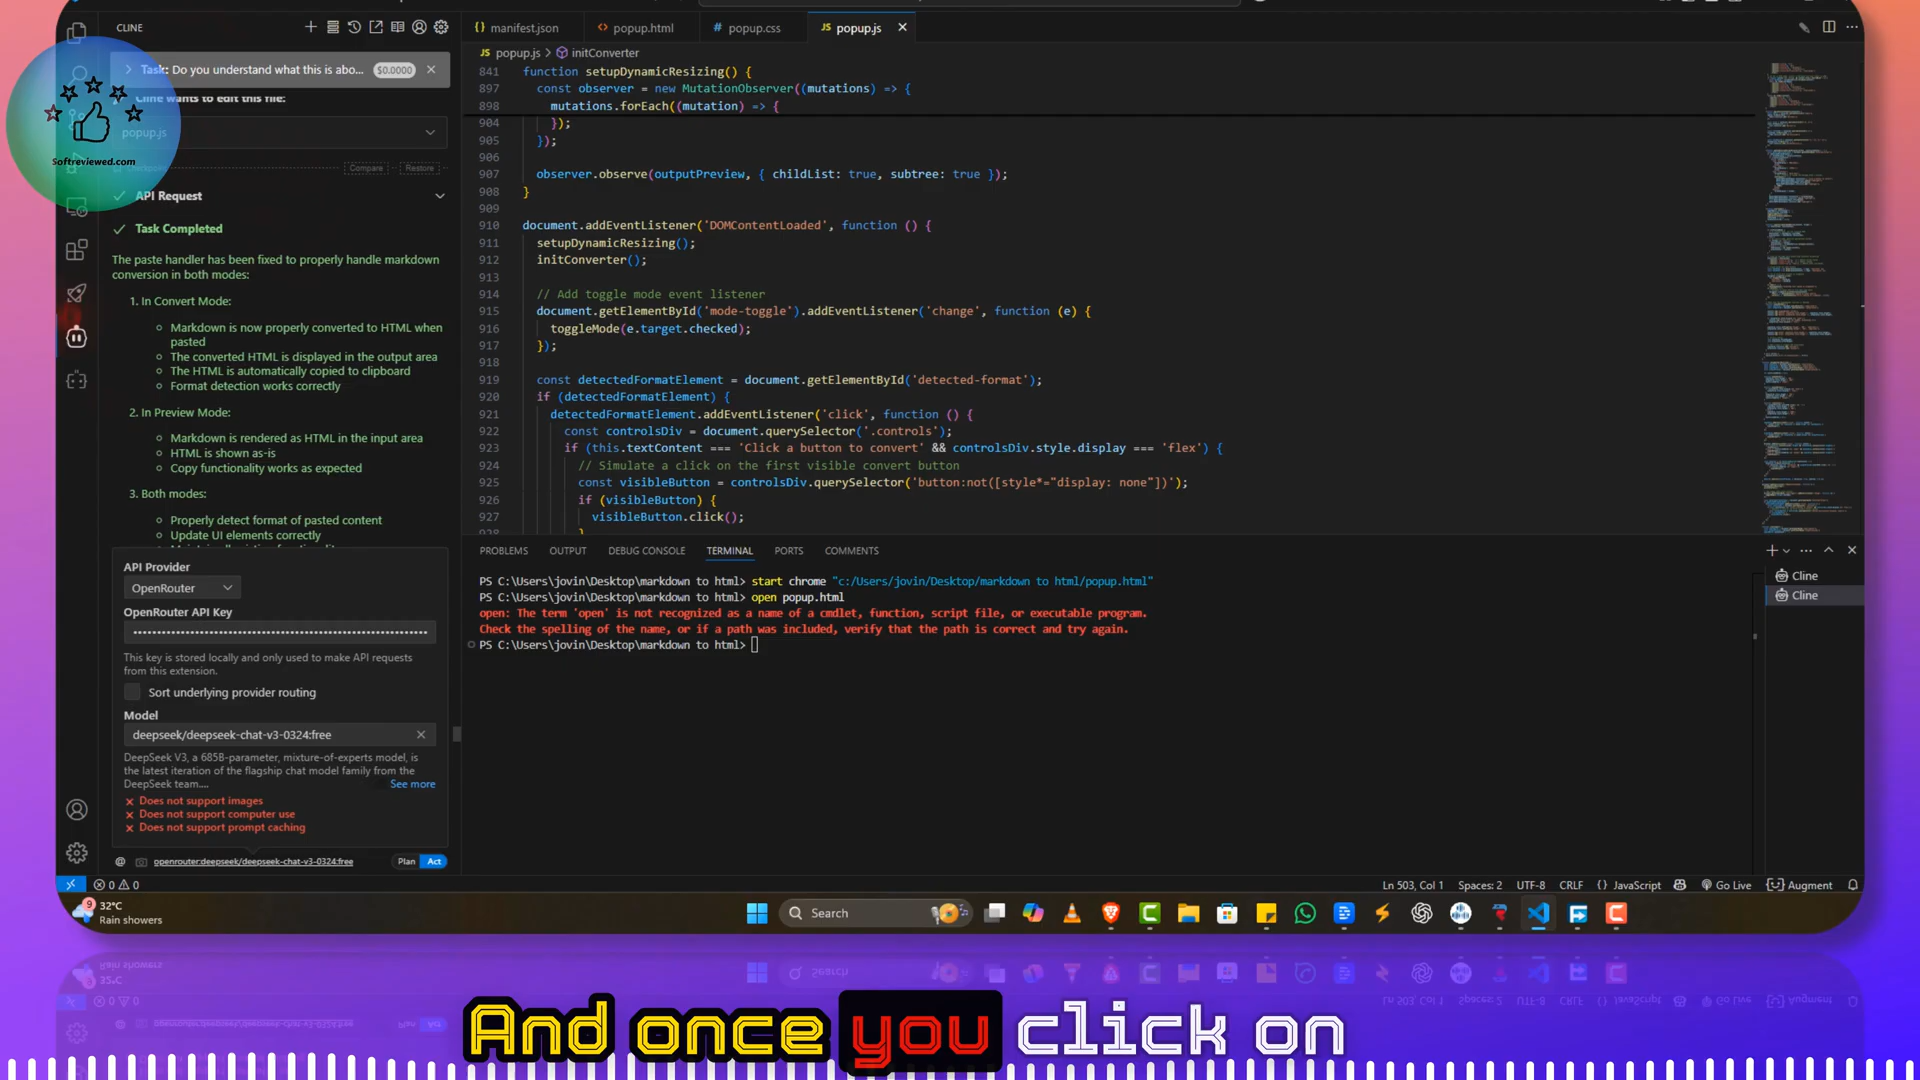 CLINE
manifest.json
popup.html
# popup.css
JS popup.js
JS popup.js > initConverter
Task: Do you understand what this is abo... $0.0000
Cline wants to edit this file:
popup.js
Softreviewed.com
Compare
Restore
API Request
Task Completed
The paste handler has been fixed to properly handle markdown
conversion in both modes:
1. In Convert Mode:
Markdown is now properly converted to HTML when
pasted
The converted HTML is displayed in the output area
The HTML is automatically copied to clipboard
Format detection works correctly
2. In Preview Mode:
Markdown is rendered as HTML in the input area
HTML is shown as-is
Copy functionality works as expected
3. Both modes:
Properly detect format of pasted content
Update UI elements correctly
API Provider
OpenRouter
OpenRouter API Key
This key is stored locally and only used to make API requests
from this extension.
Sort underlying provider routing
Model
deepseek/deepseek-chat-v3-0324:free
DeepSeek V3, a 685B-parameter, mixture-of-experts model, is
the latest iteration of the flagship chat model family from the
DeepSeek team.... See more
Does not support images
Does not support computer use
Does not support prompt caching
@ openrouter:deepseek/deepseek-chat-v3-0324:free Plan Act
841 function setupDynamicResizing() {
897 const observer = new MutationObserver((mutations) => {
898 mutations.forEach((mutation) => {
904 });
905 });
906
907 observer.observe(outputPreview, { childList: true, subtree: true });
908 }
909
910 document.addEventListener('DOMContentLoaded', function () {
911 setupDynamicResizing();
912 initConverter();
913
914 // Add toggle mode event listener
915 document.getElementById('mode-toggle').addEventListener('change', function (e) {
916 toggleMode(e.target.checked);
917 });
918
919 const detectedFormatElement = document.getElementById('detected-format');
920 if (detectedFormatElement) {
921 detectedFormatElement.addEventListener('click', function () {
922 const controlsDiv = document.querySelector('.controls');
923 if (this.textContent === 'Click a button to convert' && controlsDiv.style.display === 'flex') {
924 // Simulate a click on the first visible convert button
925 const visibleButton = controlsDiv.querySelector('button:not([style*="display: none"])');
926 if (visibleButton) {
927 visibleButton.click();
928 }
PROBLEMS OUTPUT DEBUG CONSOLE TERMINAL PORTS COMMENTS
PS C:\Users\jovin\Desktop\markdown to html> start chrome "c:/Users/jovin/Desktop/markdown to html/popup.html"
PS C:\Users\jovin\Desktop\markdown to html> open popup.html
open: The term 'open' is not recognized as a name of a cmdlet, function, script file, or executable program.
Check the spelling of the name, or if a path was included, verify that the path is correct and try again.
PS C:\Users\jovin\Desktop\markdown to html>
Cline
Cline
0 0
Ln 503, Col 1 Spaces: 2 UTF-8 CRLF {} JavaScript Go Live Augment
9
32°C
Rain showers
Search
And once you click on